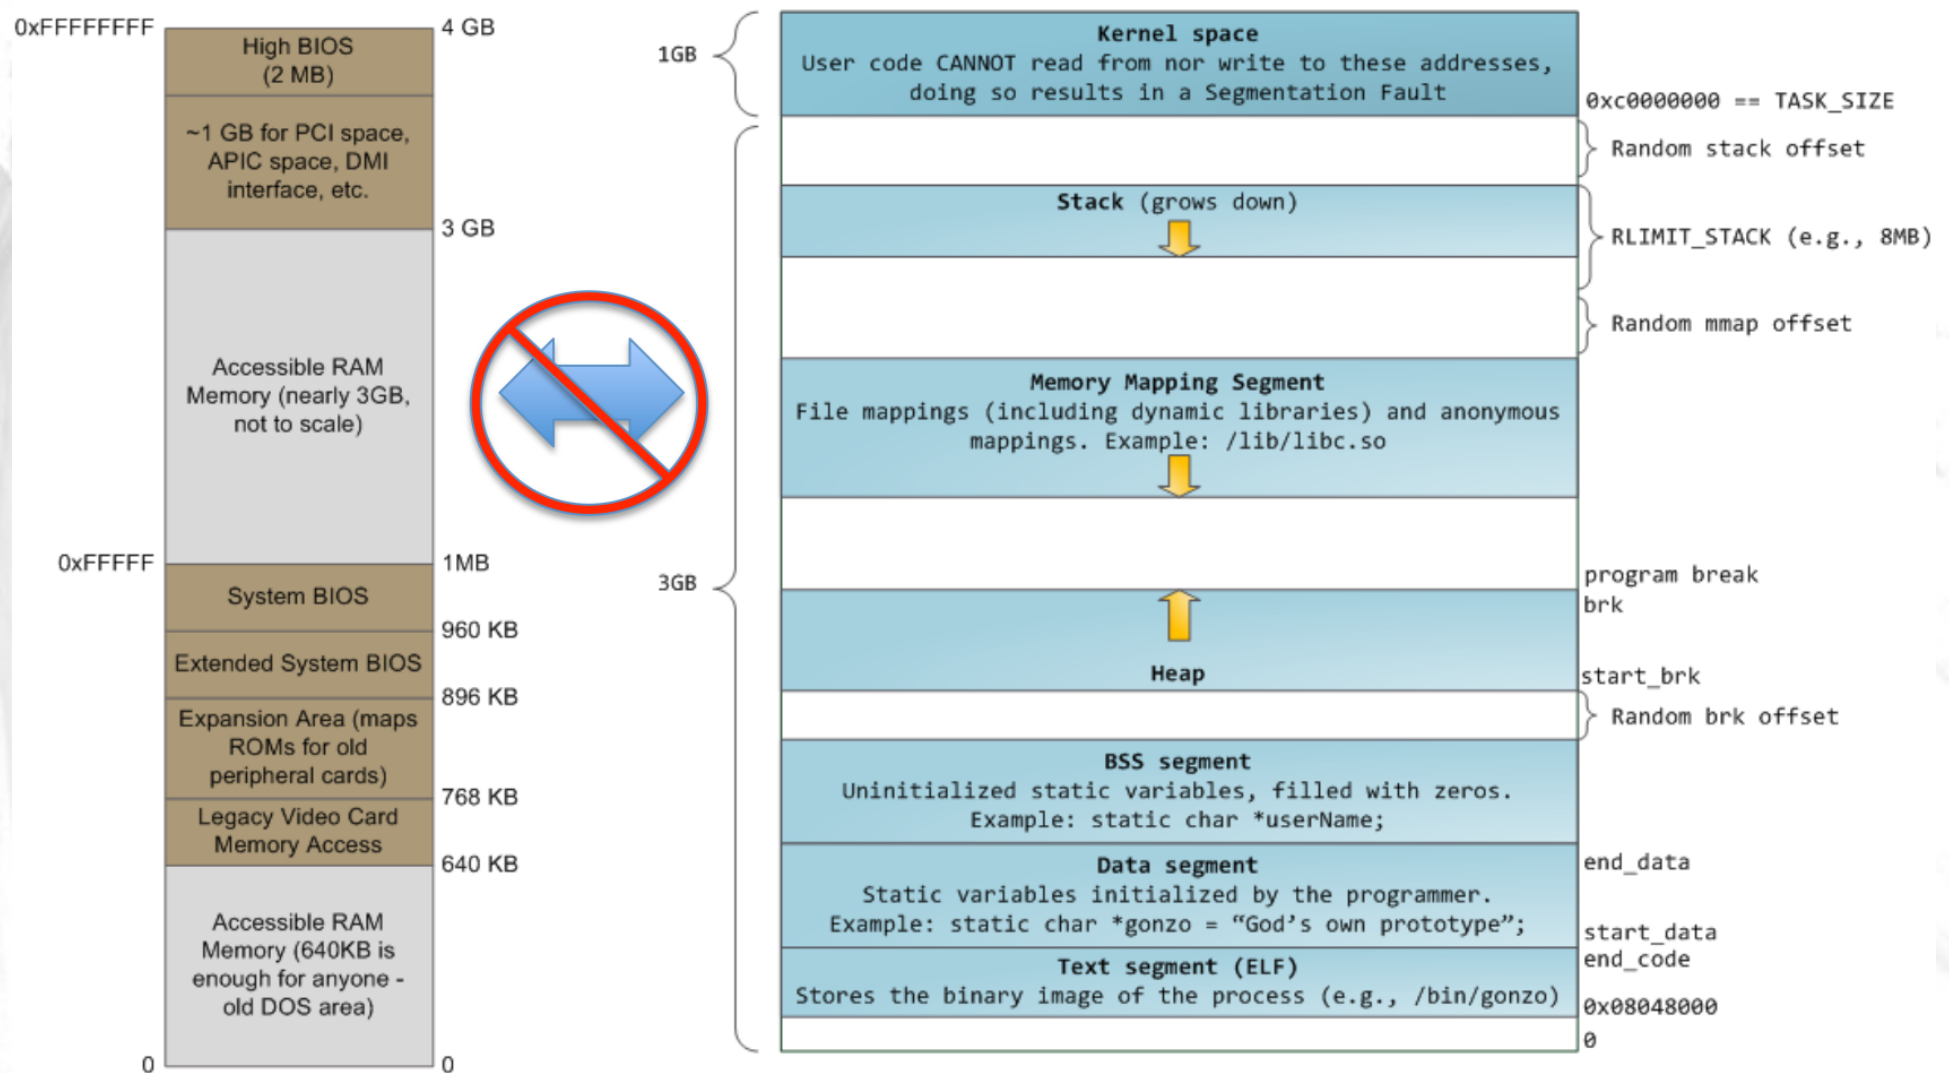 0xFFFFFFFF
4 GB
High BIOS
(2 MB)
~1 GB for PCI space,
APIC space, DMI
interface, etc.
3 GB
Accessible RAM
Memory (nearly 3GB,
not to scale)
0xFFFFF
1MB
System BIOS
960 KB
Extended System BIOS
896 KB
Expansion Area (maps
ROMs for old
peripheral cards)
768 KB
Legacy Video Card
Memory Access
640 KB
Accessible RAM
Memory (640KB is
enough for anyone -
old DOS area)
0
0
1GB
Kernel space
User code CANNOT read from nor write to these addresses,
doing so results in a Segmentation Fault
0xc0000000 == TASK_SIZE
Random stack offset
Stack (grows down)
RLIMIT_STACK (e.g., 8MB)
Random mmap offset
Memory Mapping Segment
File mappings (including dynamic libraries) and anonymous
mappings. Example: /lib/libc.so
3GB
program break
brk
Heap
start_brk
Random brk offset
BSS segment
Uninitialized static variables, filled with zeros.
Example: static char *userName;
Data segment
Static variables initialized by the programmer.
Example: static char *gonzo = “God’s own prototype”;
end_data
start_data
end_code
Text segment (ELF)
Stores the binary image of the process (e.g., /bin/gonzo)
0x08048000
0